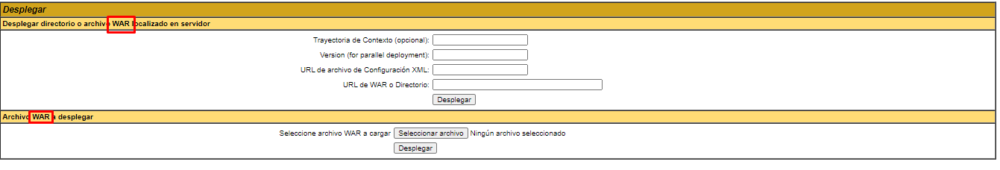 Desplegar
Desplegar directorio o archivo WAR localizado en servidor
Trayectoria de Contexto (opcional):
Version (for parallel deployment):
URL de archivo de Configuración XML:
URL de WAR o Directorio:
Desplegar
Archivo WAR a desplegar
Seleccione archivo WAR a cargar Seleccionar archivo Ningún archivo seleccionado
Desplegar